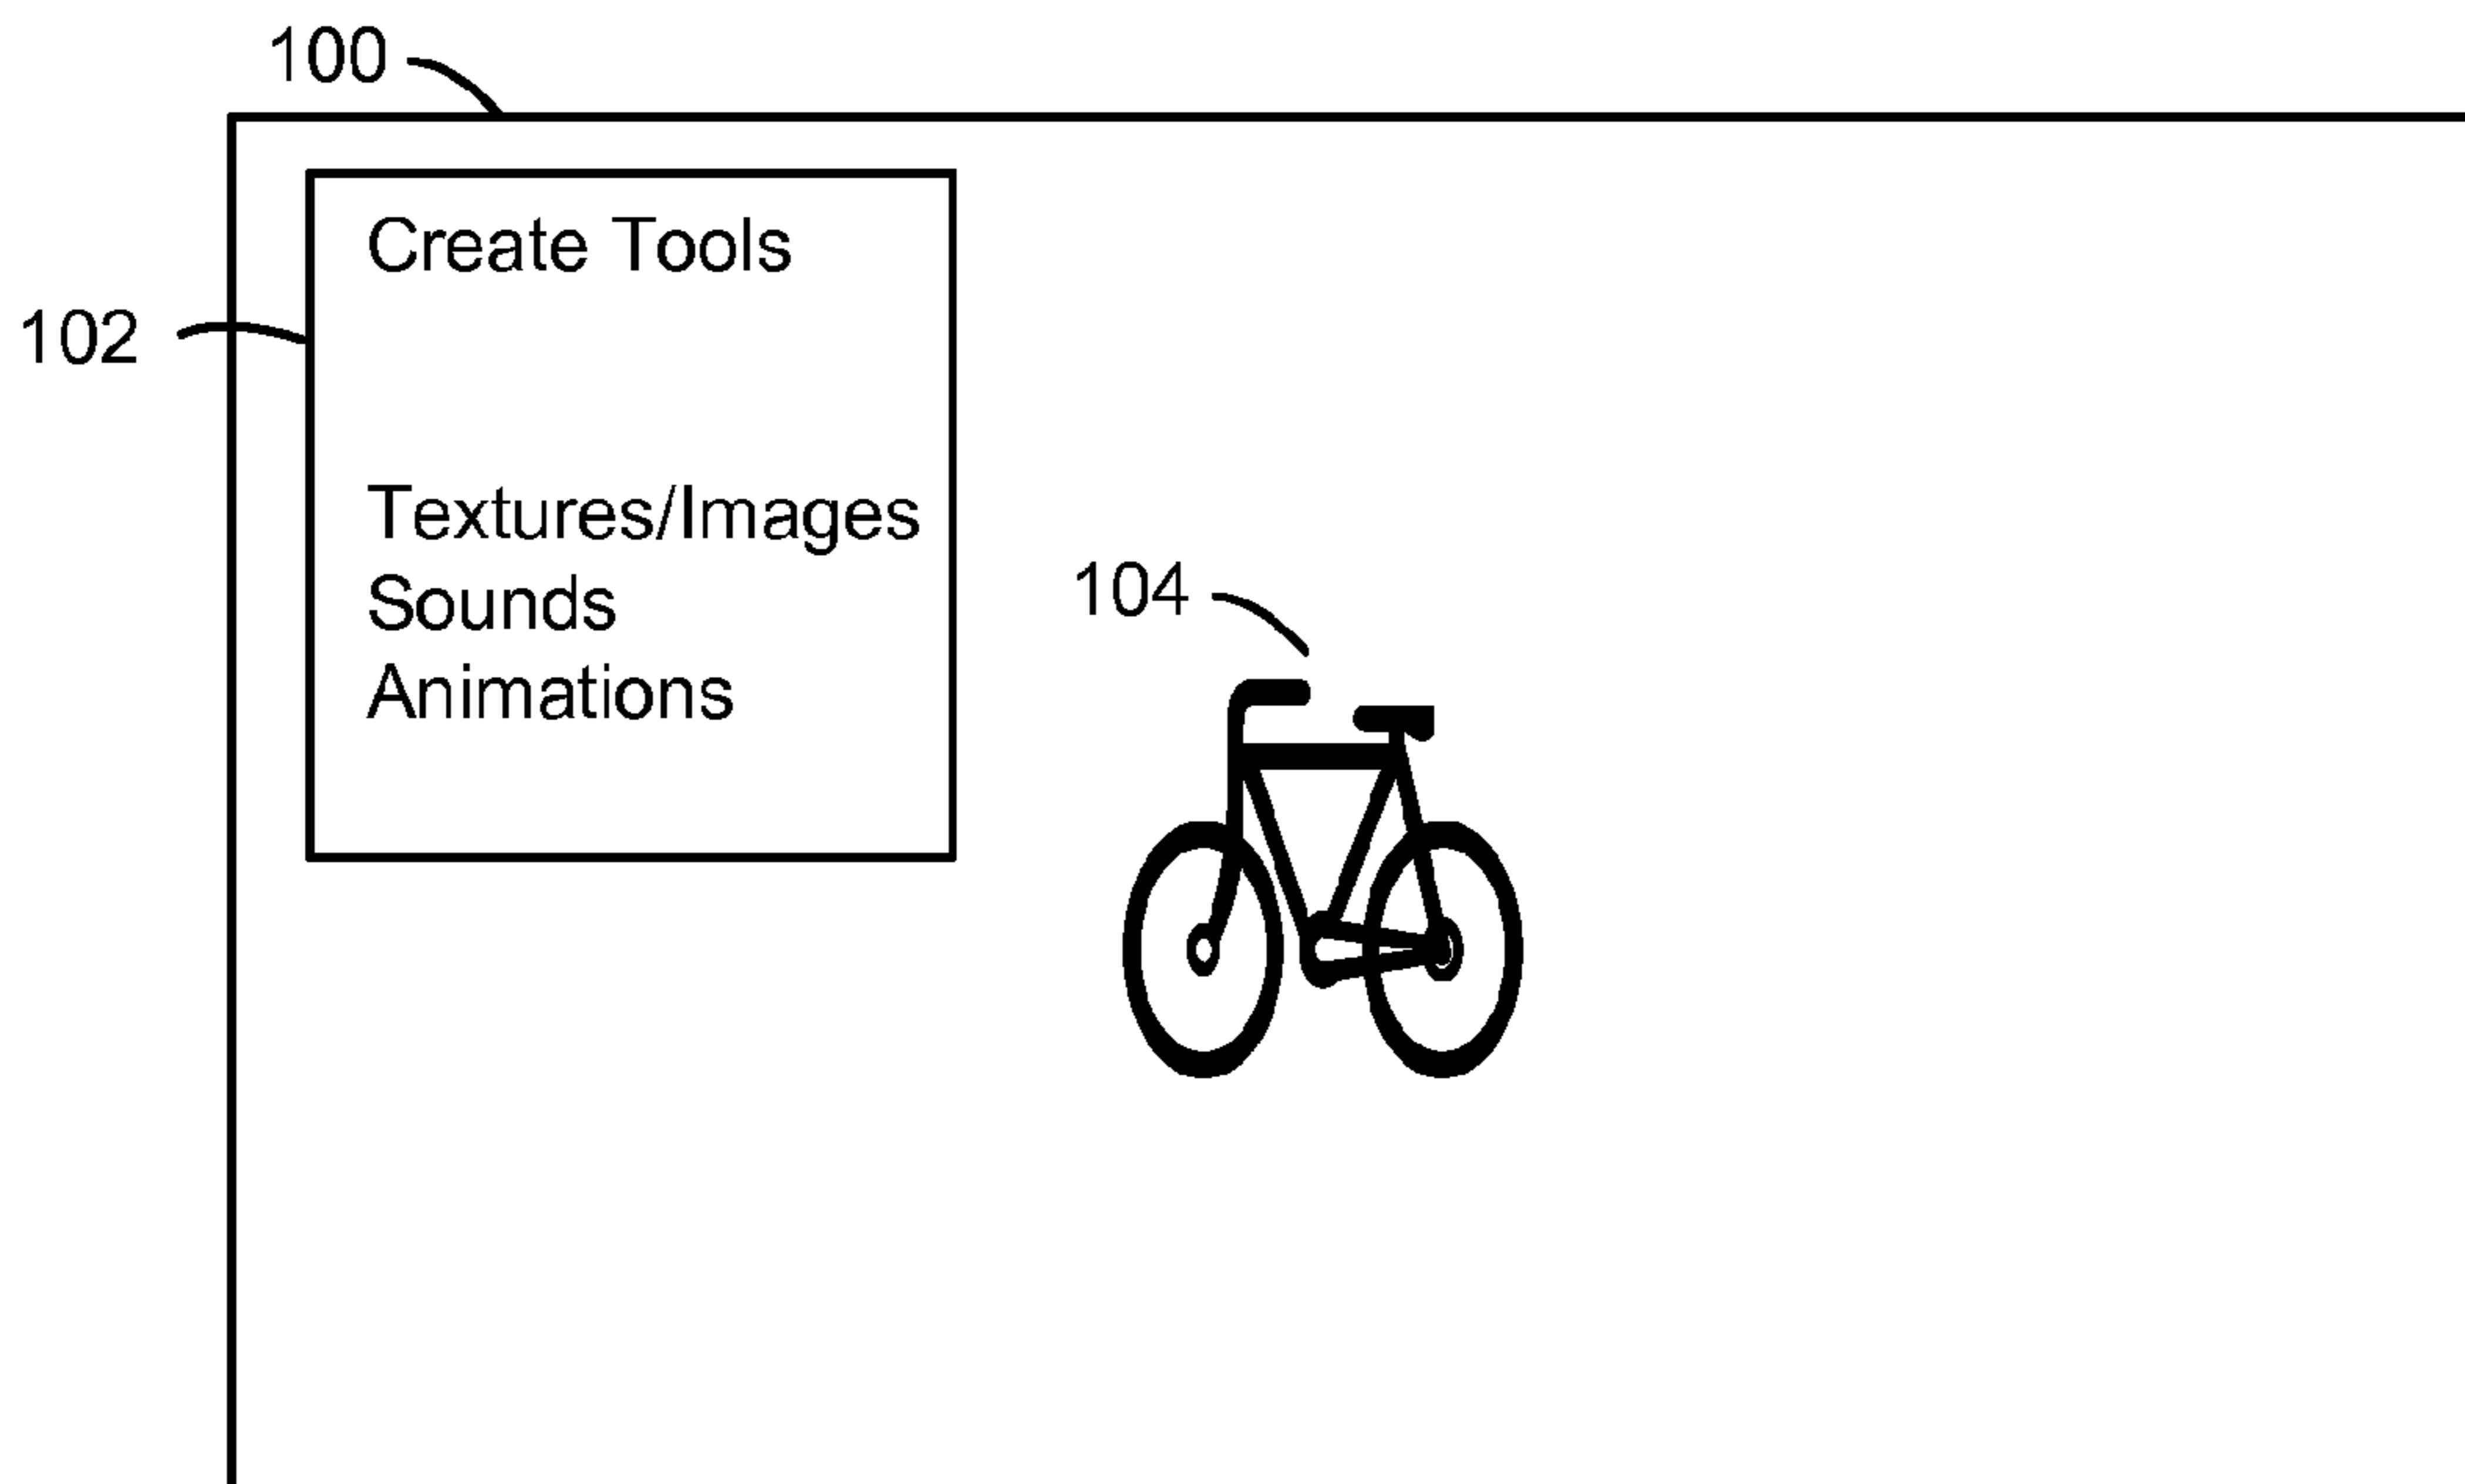 100
Create Tools
102
Textures/Images
Sounds
Animations
104